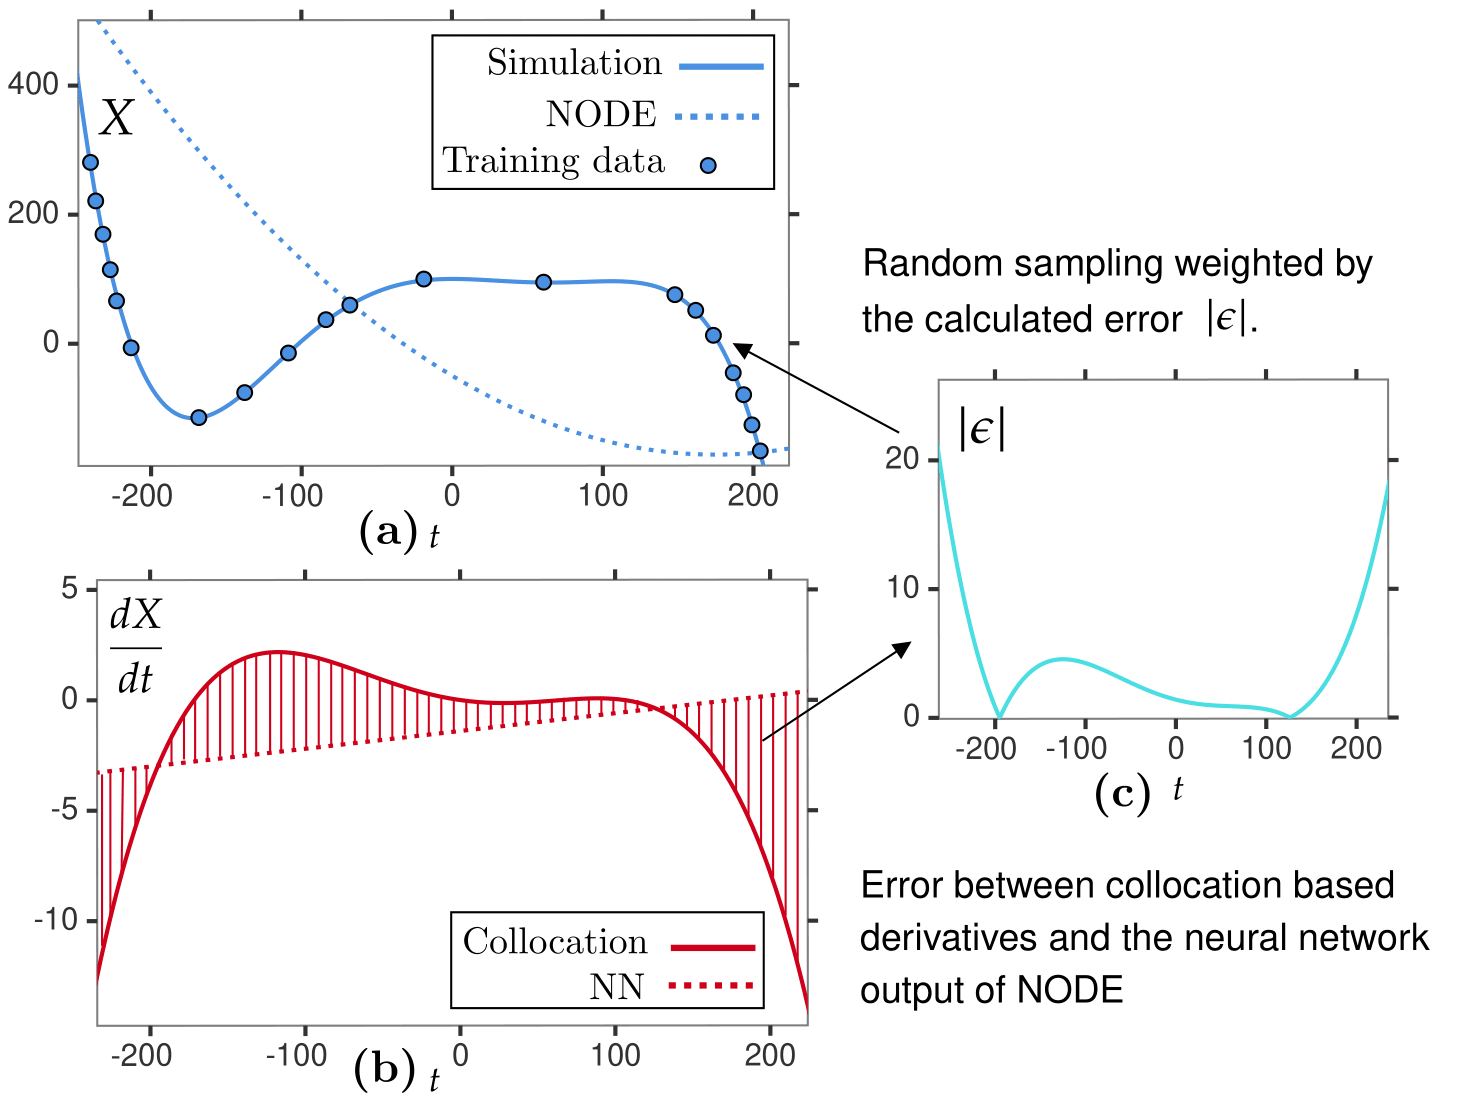 Simulation
NODE
Training data
X
400
200
0
-200 -100 0 100 200
(a) t
Random sampling weighted by
the calculated error |ϵ|.
|ϵ|
20
10
0
-200 -100 0 100 200
(c) t
5
0
-5
-10
dX
dt
Collocation
NN
-200 -100 0 100 200
(b) t
Error between collocation based
derivatives and the neural network
output of NODE